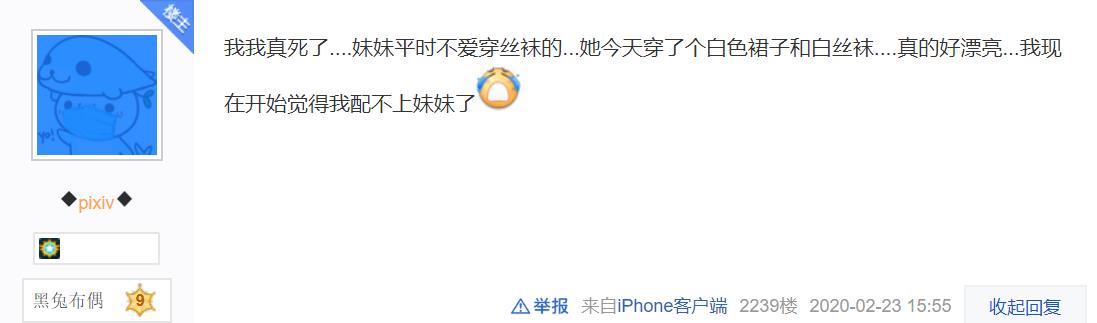 楼主
我我真死了....妹妹平时不爱穿丝袜的...她今天穿了个白色裙子和白丝袜....真的好漂亮...我现
在开始觉得我配不上妹妹了
Yo!
◆pixiv◆
黑兔布偶 9
举报 来自iPhone客户端 2239楼 2020-02-23 15:55 收起回复